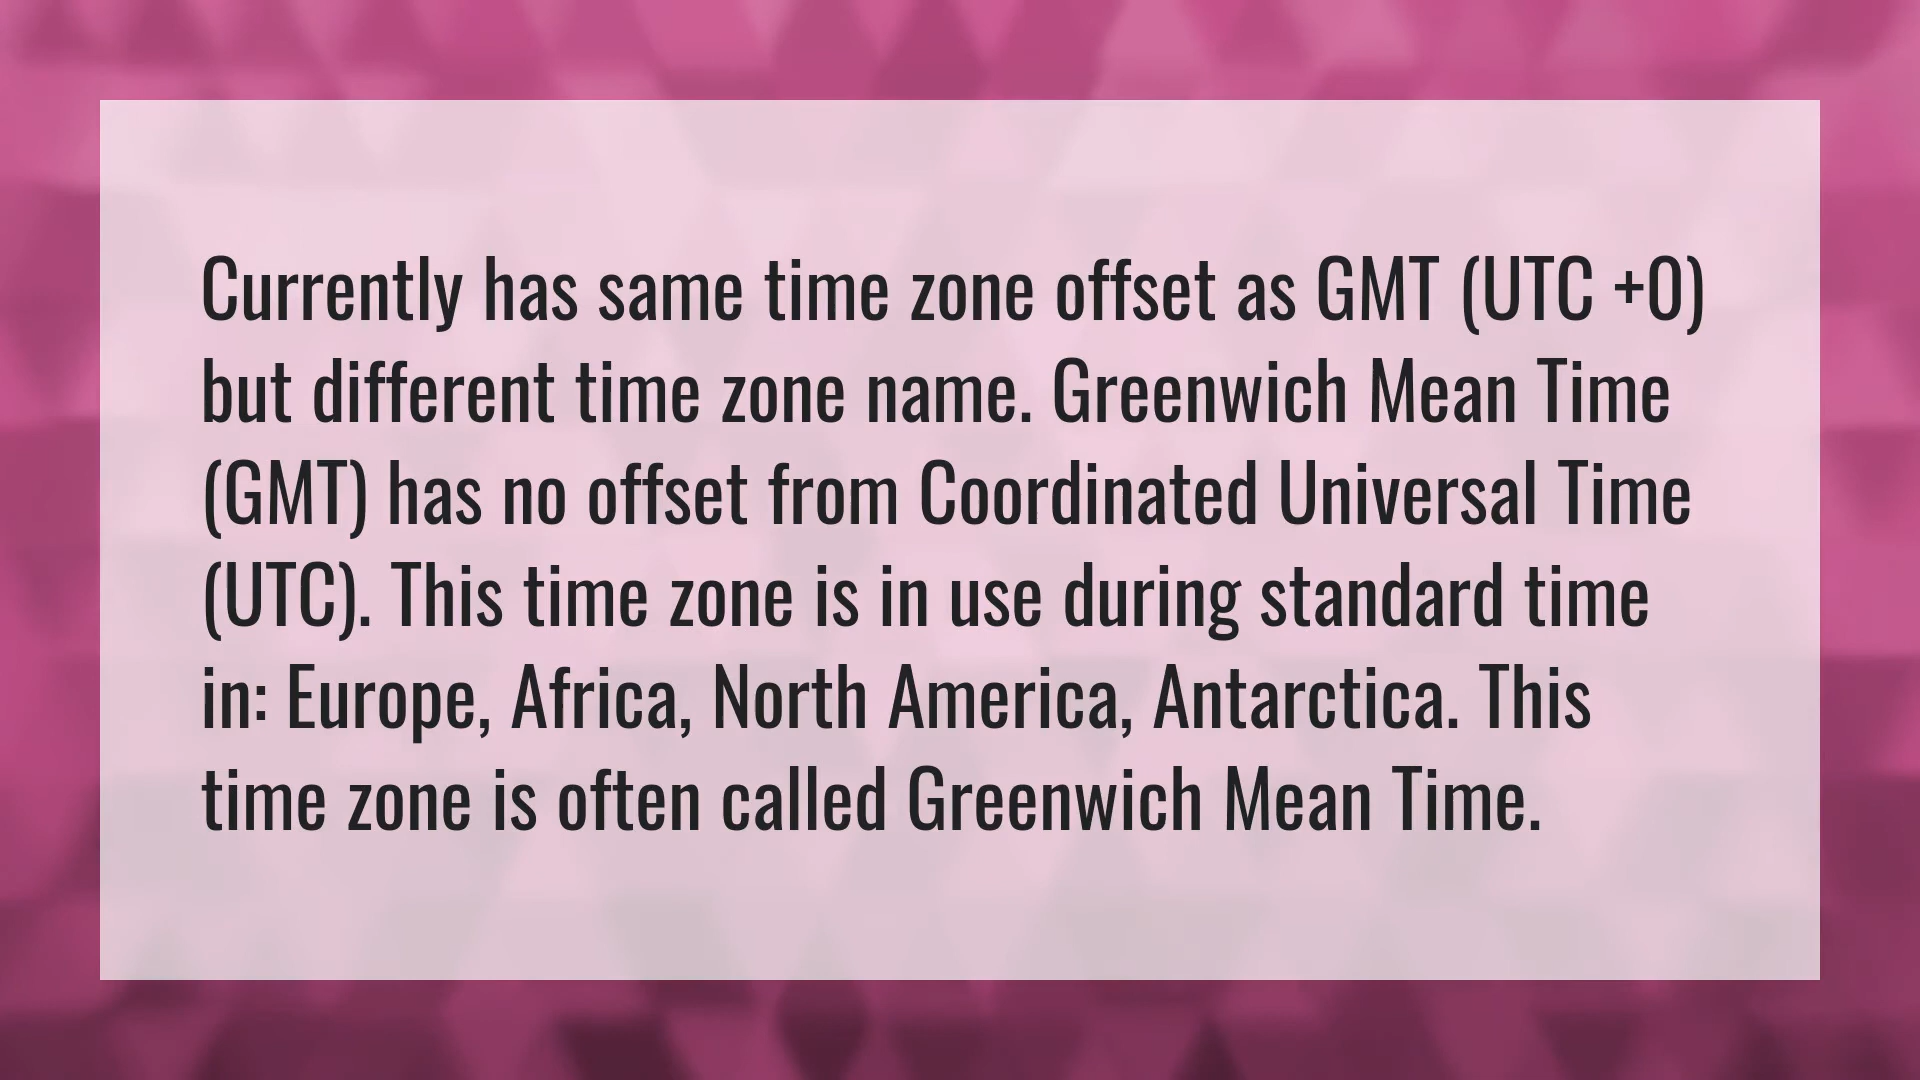 Currently has same time zone offset as GMT (UTC +0)
but different time zone name. Greenwich Mean Time
(GMT) has no offset from Coordinated Universal Time
(UTC). This time zone is in use during standard time
in: Europe, Africa, North America, Antarctica. This
time zone is often called Greenwich Mean Time.